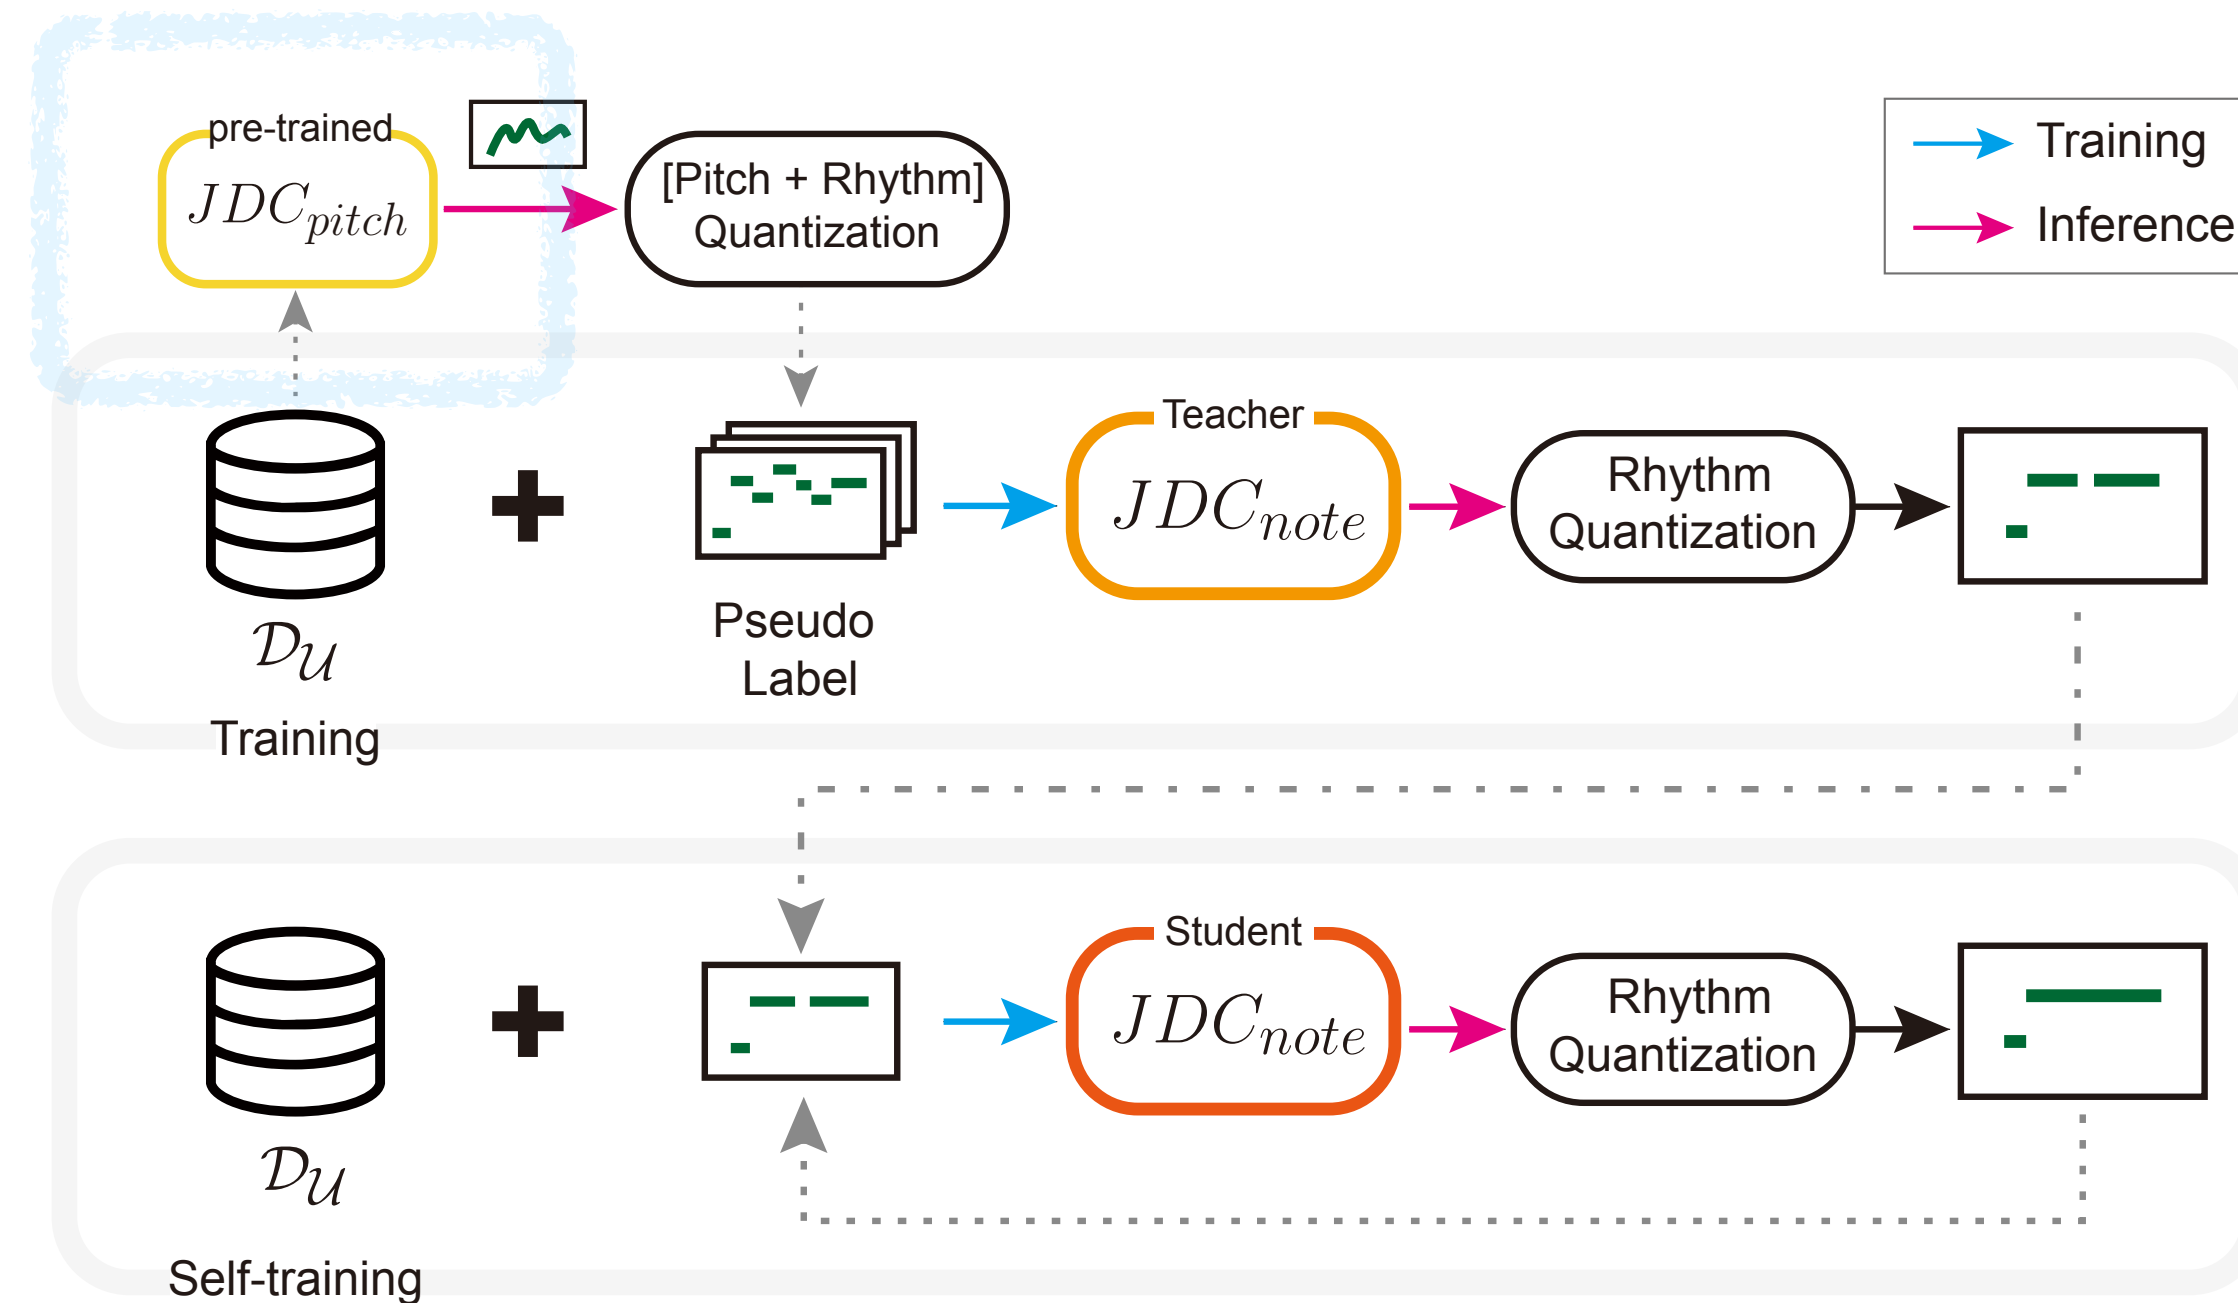 pre-trained
JDC_pitch
[Pitch + Rhythm]
Quantization
Training
Inference
Teacher
JDC_note
Rhythm
Quantization
D_U
Pseudo
Label
Training
Student
JDC_note
Rhythm
Quantization
D_U
Self-training